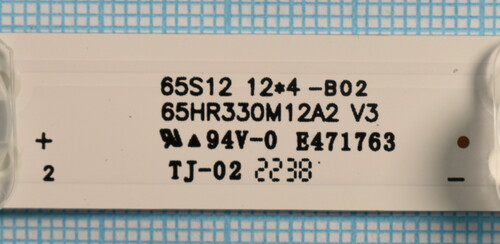 65S12 12*4-B02
65HR330M12A2 V3
+ ▲94V-0 E471763
2 TJ-02 2238 −